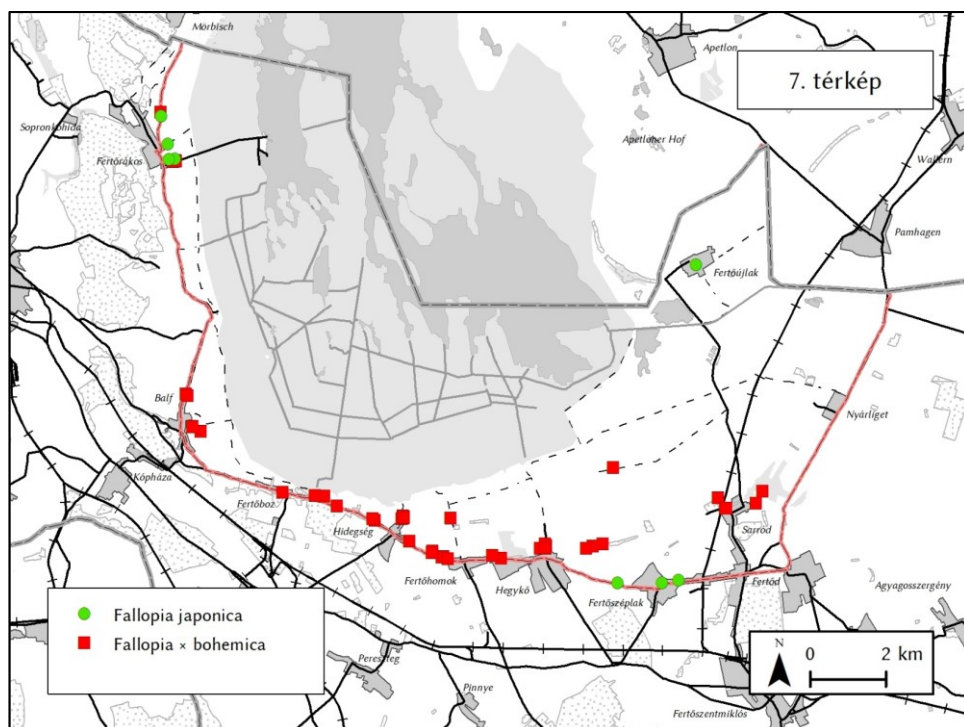 Mörbisch
Apetlon
7. térkép
Sopronkőhida
Fertőrákos
Apetloner Hof
Wallern
Pamhagen
Fertőújlak
Balf
Nyárliget
Kópháza
Fertőboz
Hidegség
Sarród
Fertőhomok
Hegykő
Fertőszéplak
Fertőd
Agyagosszergény
Fallopia japonica
Fallopia × bohemica
Pereszteg
Pinnye
N
0 2 km
Fertőszentmiklós